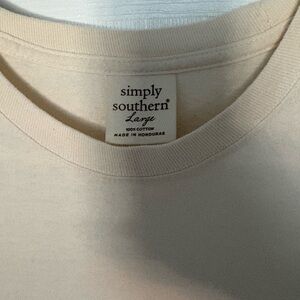 simply
southern®
Large
100% COTTON
MADE IN HONDURAS